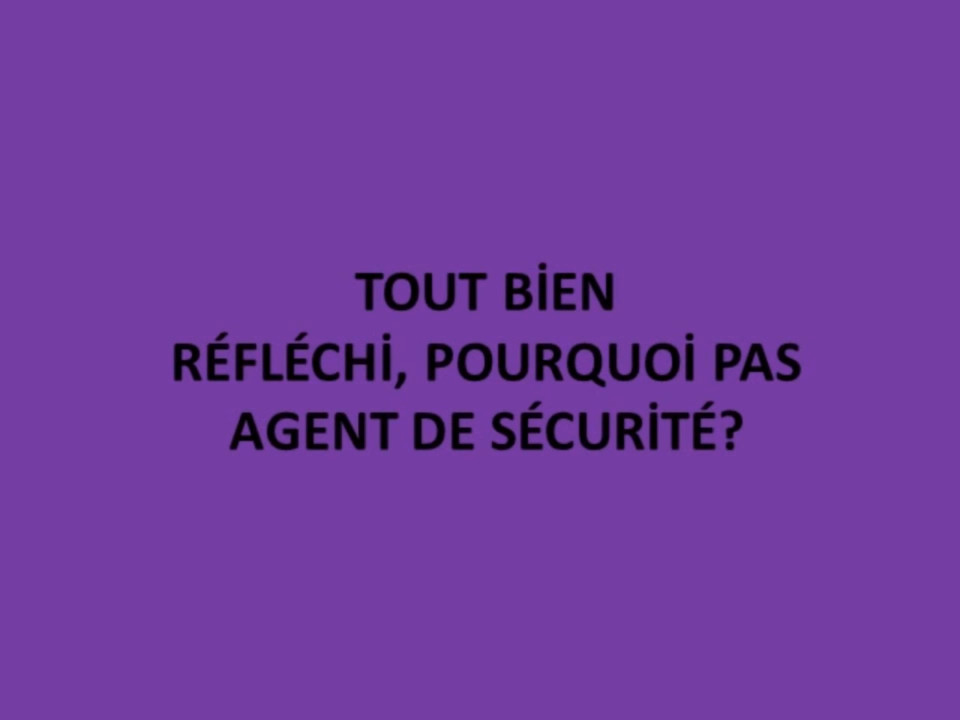 TOUT BİEN
RÉFLÉCHİ, POURQUOİ PAS
AGENT DE SÉCURİTÉ?